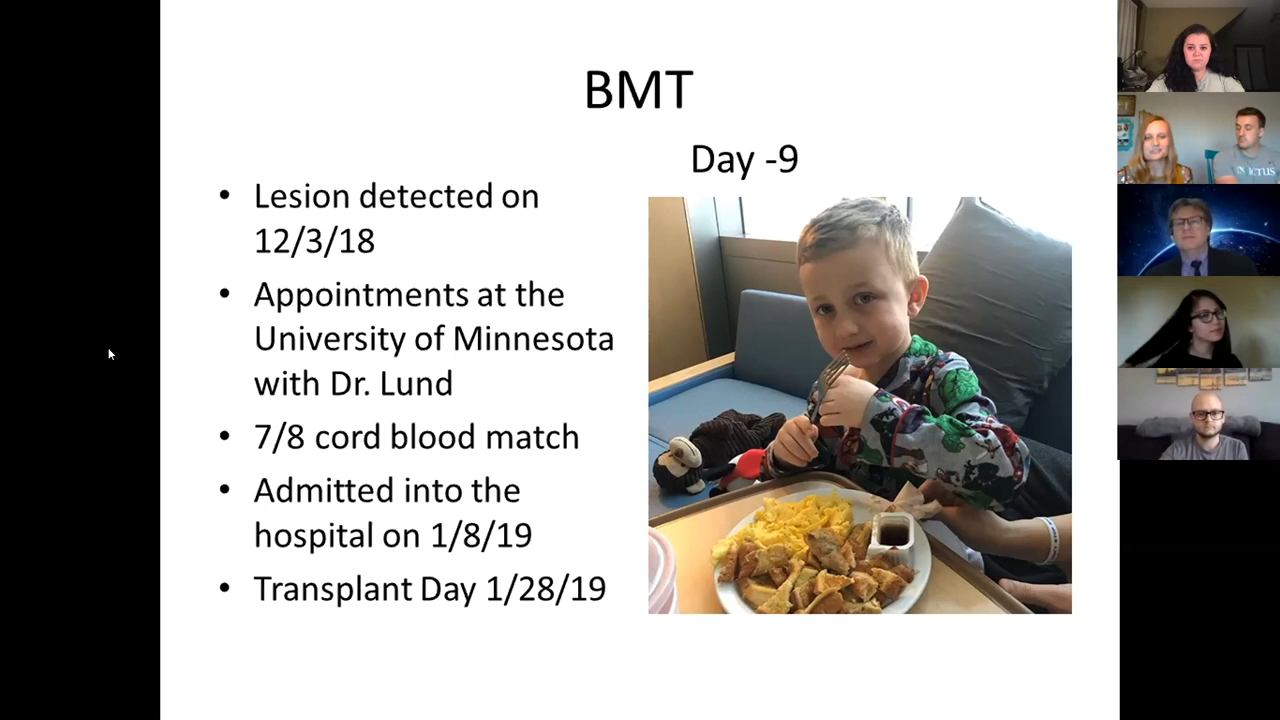 BMT
Day -9
• Lesion detected on
12/3/18
• Appointments at the
University of Minnesota
with Dr. Lund
• 7/8 cord blood match
• Admitted into the
hospital on 1/8/19
• Transplant Day 1/28/19